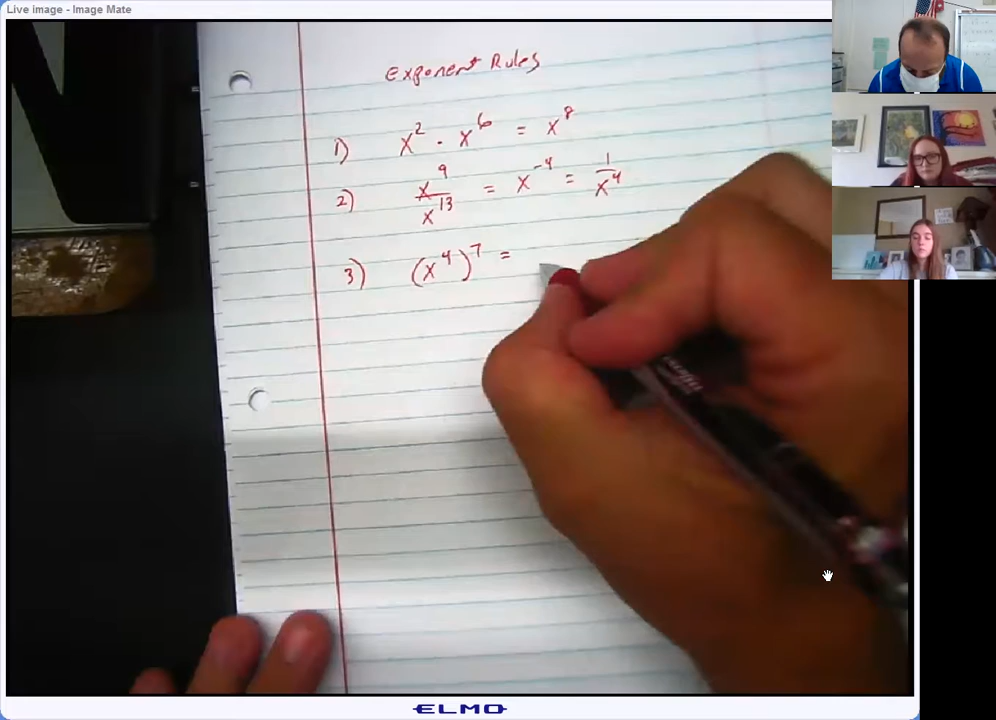 Live image - Image Mate
Exponent Rules
1) x² · x⁶ = x⁸
2) x⁹/x¹³ = x⁻⁴ = 1/x⁴
3) (x⁴)⁷ =
ELMO